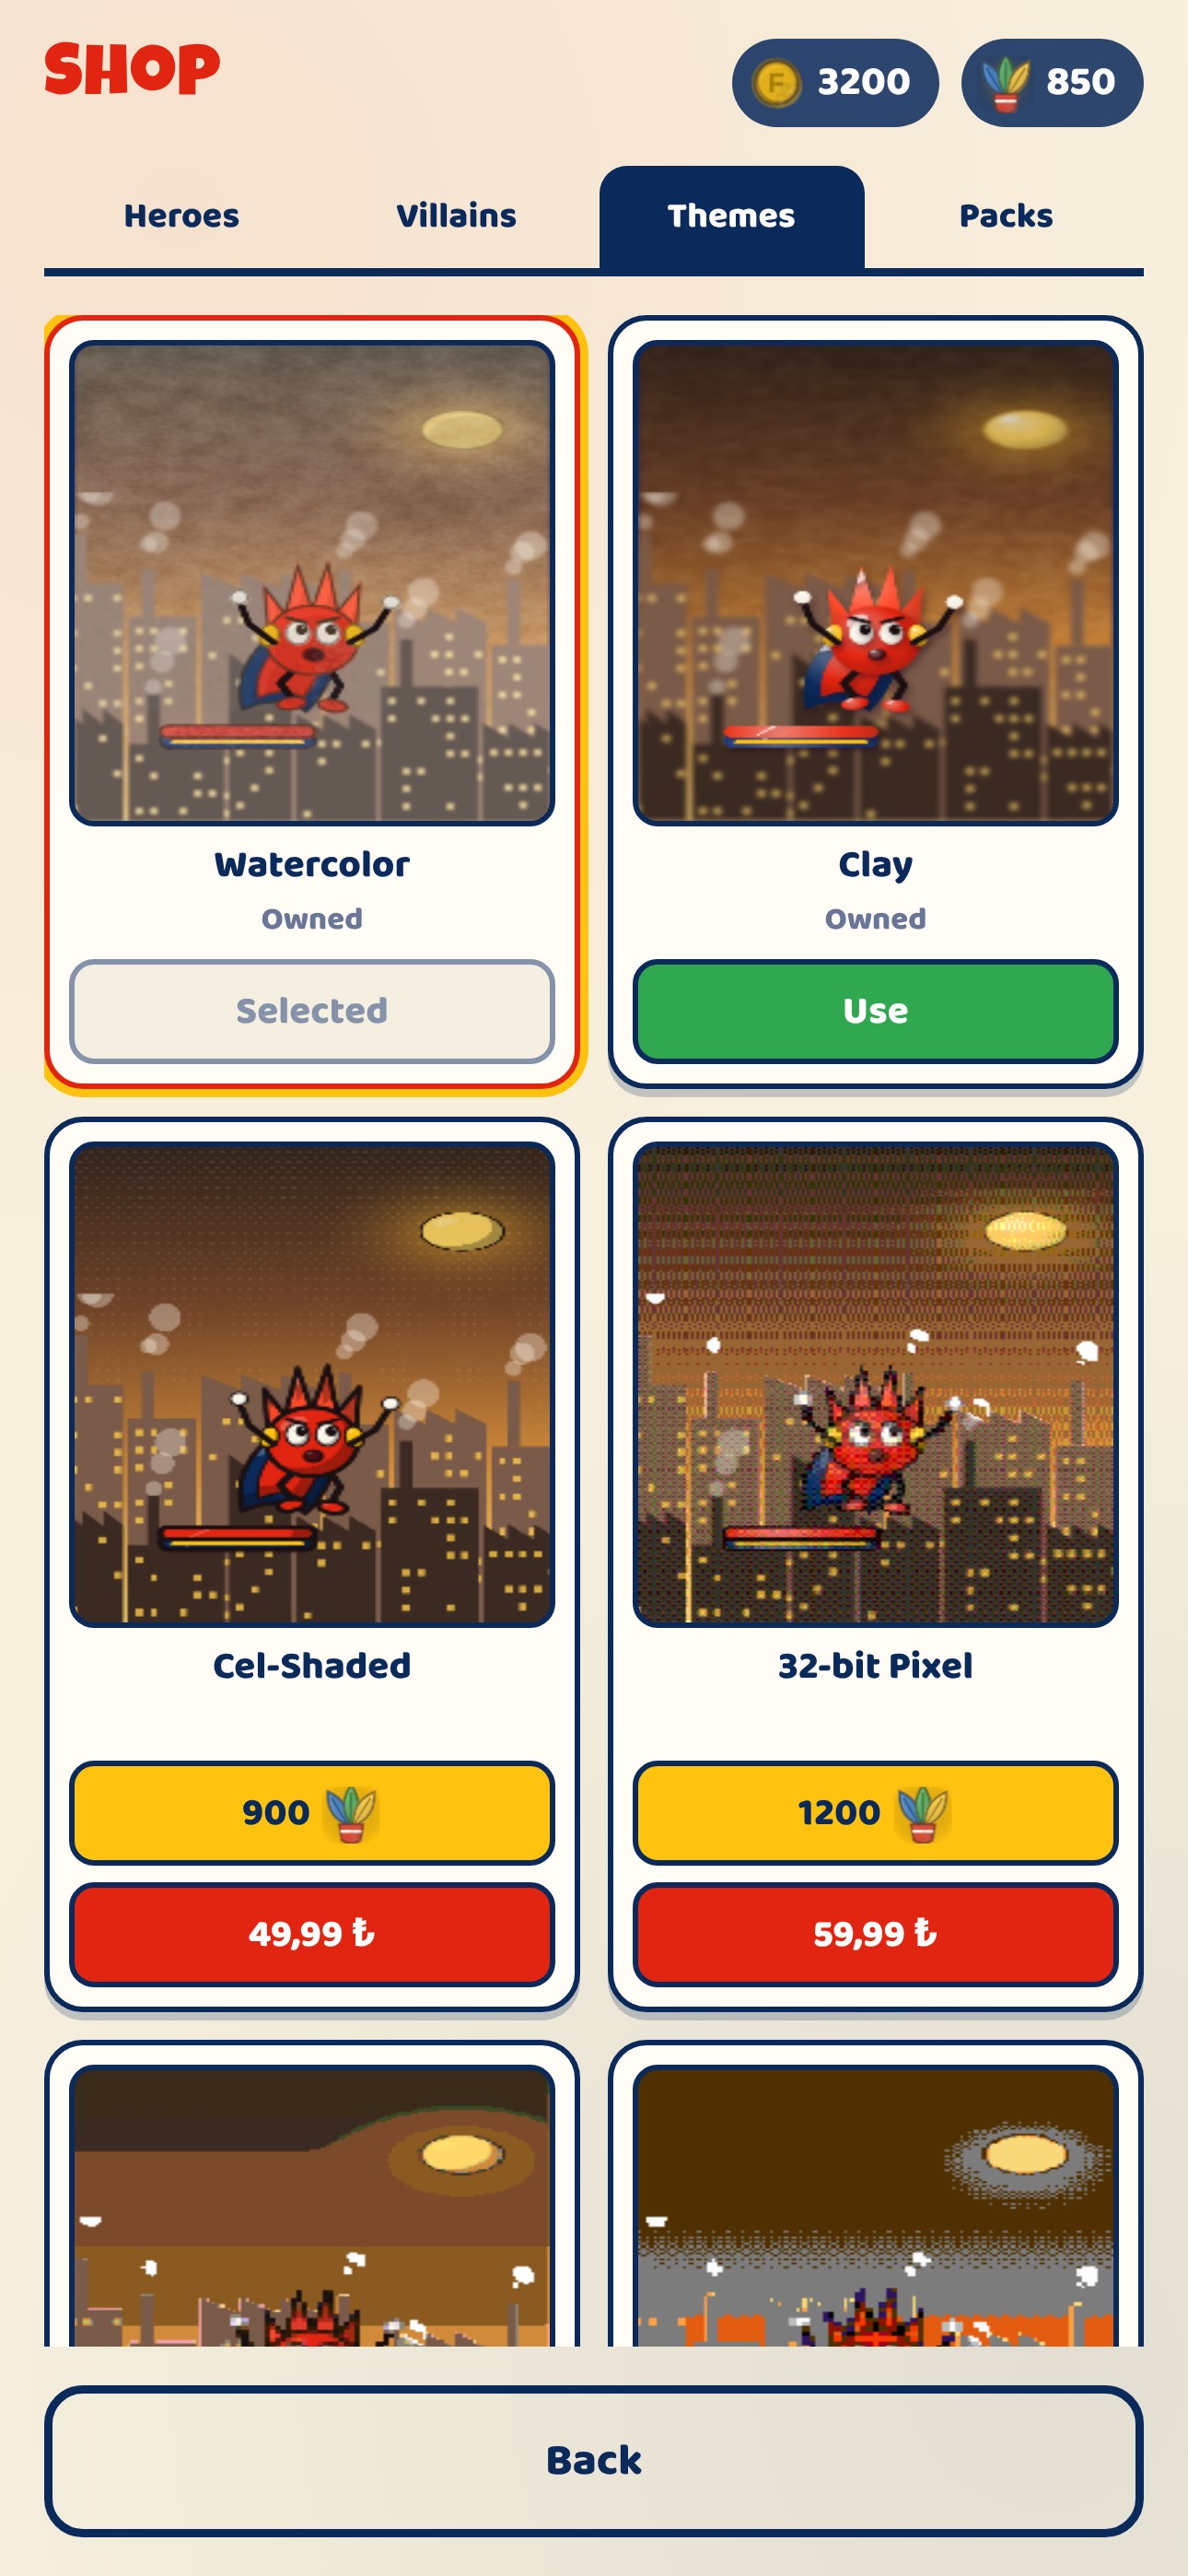 SHOP
F 3200 850
Heroes Villains Themes Packs
Watercolor
Owned
Selected
Clay
Owned
Use
Cel-Shaded
900
49,99 ₺
32-bit Pixel
1200
59,99 ₺
Back